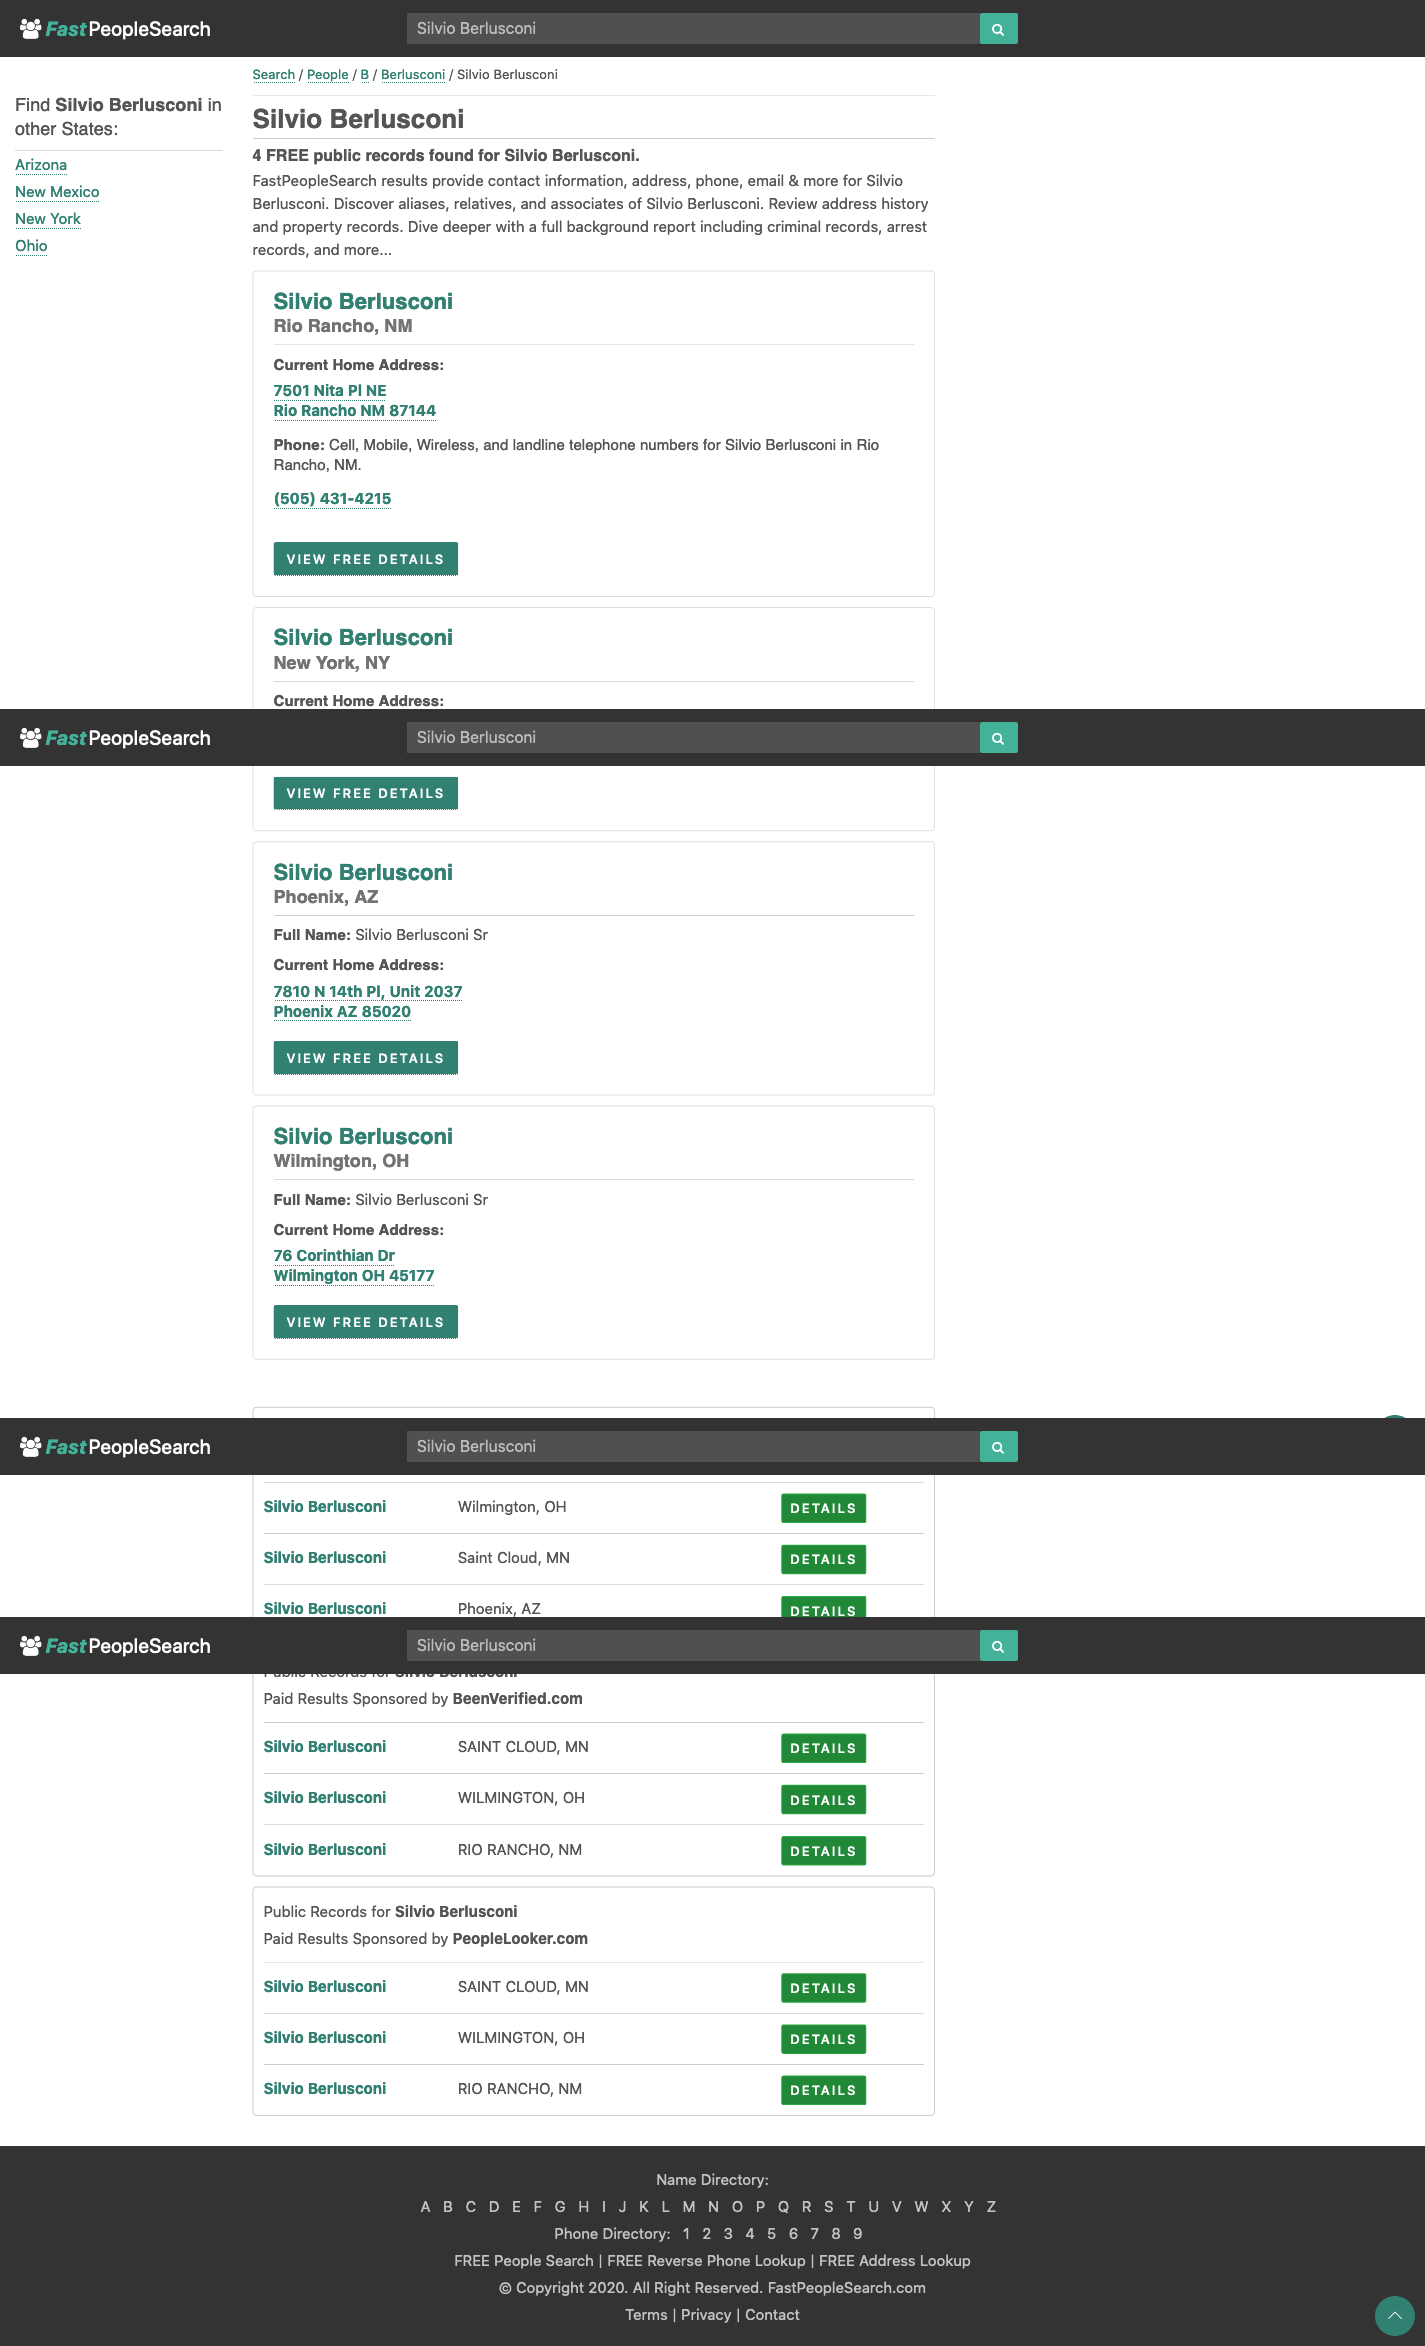 FastPeopleSearch
Silvio Berlusconi
Search / People / B / Berlusconi / Silvio Berlusconi
Find Silvio Berlusconi in
other States:
Arizona
New Mexico
New York
Ohio
Silvio Berlusconi
4 FREE public records found for Silvio Berlusconi.
FastPeopleSearch results provide contact information, address, phone, email & more for Silvio
Berlusconi. Discover aliases, relatives, and associates of Silvio Berlusconi. Review address history
and property records. Dive deeper with a full background report including criminal records, arrest
records, and more...
Silvio Berlusconi
Rio Rancho, NM
Current Home Address:
7501 Nita Pl NE
Rio Rancho NM 87144
Phone: Cell, Mobile, Wireless, and landline telephone numbers for Silvio Berlusconi in Rio
Rancho, NM.
(505) 431-4215
VIEW FREE DETAILS
Silvio Berlusconi
New York, NY
Current Home Address:
FastPeopleSearch
Silvio Berlusconi
VIEW FREE DETAILS
Silvio Berlusconi
Phoenix, AZ
Full Name: Silvio Berlusconi Sr
Current Home Address:
7810 N 14th Pl, Unit 2037
Phoenix AZ 85020
VIEW FREE DETAILS
Silvio Berlusconi
Wilmington, OH
Full Name: Silvio Berlusconi Sr
Current Home Address:
76 Corinthian Dr
Wilmington OH 45177
VIEW FREE DETAILS
FastPeopleSearch
Silvio Berlusconi
Silvio Berlusconi Wilmington, OH DETAILS
Silvio Berlusconi Saint Cloud, MN DETAILS
Silvio Berlusconi Phoenix, AZ DETAILS
FastPeopleSearch
Silvio Berlusconi
Public Records for Silvio Berlusconi
Paid Results Sponsored by BeenVerified.com
Silvio Berlusconi SAINT CLOUD, MN DETAILS
Silvio Berlusconi WILMINGTON, OH DETAILS
Silvio Berlusconi RIO RANCHO, NM DETAILS
Public Records for Silvio Berlusconi
Paid Results Sponsored by PeopleLooker.com
Silvio Berlusconi SAINT CLOUD, MN DETAILS
Silvio Berlusconi WILMINGTON, OH DETAILS
Silvio Berlusconi RIO RANCHO, NM DETAILS
Name Directory:
A B C D E F G H I J K L M N O P Q R S T U V W X Y Z
Phone Directory: 1 2 3 4 5 6 7 8 9
FREE People Search | FREE Reverse Phone Lookup | FREE Address Lookup
© Copyright 2020. All Right Reserved. FastPeopleSearch.com
Terms | Privacy | Contact